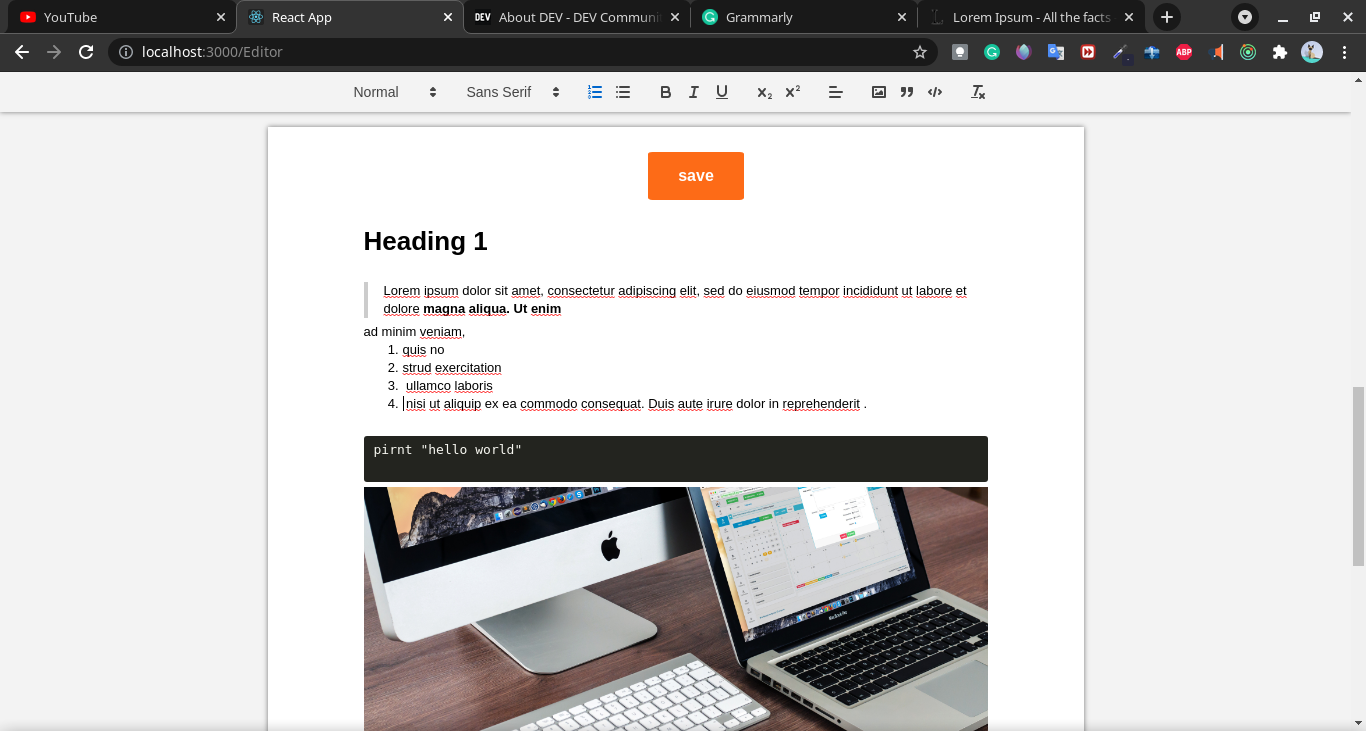 YouTube
React App
DEV About DEV - DEV Communi
Grammarly
Lorem Ipsum - All the facts
localhost:3000/Editor
ABP
Normal Sans Serif B I U x₂ x²
save
Heading 1
Lorem ipsum dolor sit amet, consectetur adipiscing elit, sed do eiusmod tempor incididunt ut labore et
dolore magna aliqua. Ut enim
ad minim veniam,
1. quis no
2. strud exercitation
3. ullamco laboris
4. nisi ut aliquip ex ea commodo consequat. Duis aute irure dolor in reprehenderit .
pirnt "hello world"